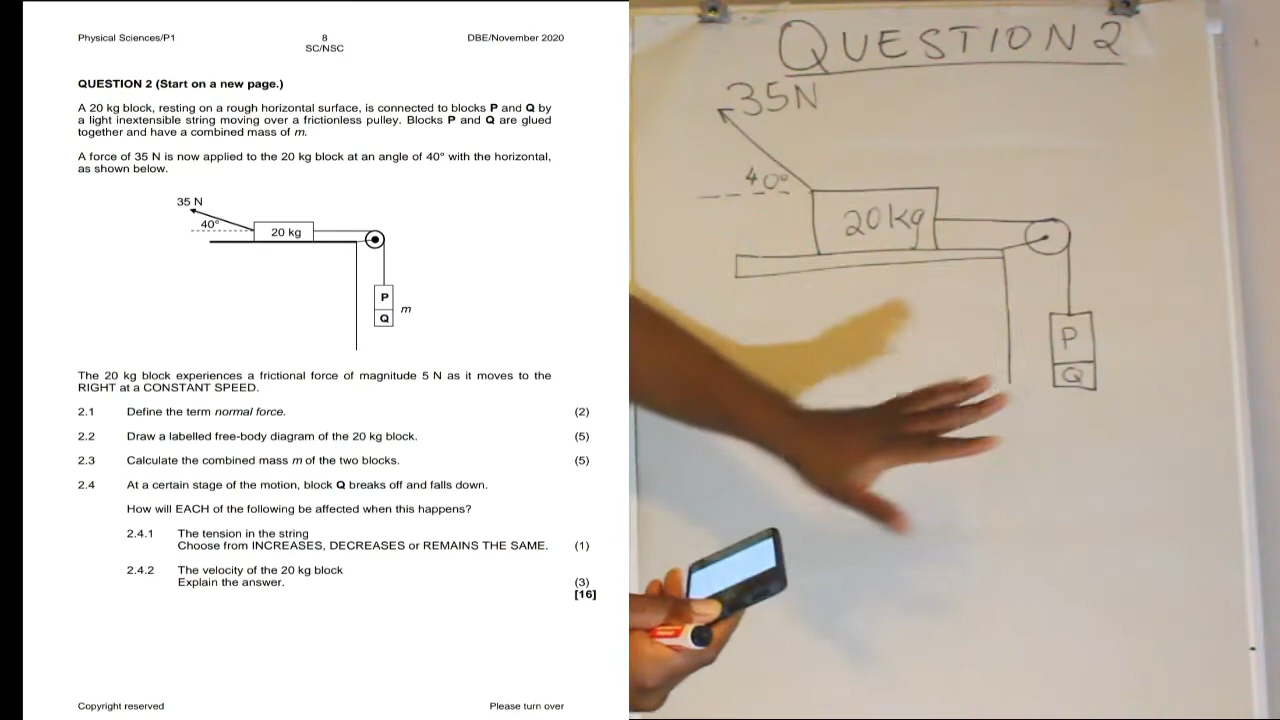 Physical Sciences/P1 8 DBE/November 2020
SC/NSC
QUESTION 2 (Start on a new page.)
A 20 kg block, resting on a rough horizontal surface, is connected to blocks P and Q by
a light inextensible string moving over a frictionless pulley. Blocks P and Q are glued
together and have a combined mass of m.
A force of 35 N is now applied to the 20 kg block at an angle of 40° with the horizontal,
as shown below.
35 N
40°
20 kg
P
Q
m
The 20 kg block experiences a frictional force of magnitude 5 N as it moves to the
RIGHT at a CONSTANT SPEED.
2.1 Define the term normal force. (2)
2.2 Draw a labelled free-body diagram of the 20 kg block. (5)
2.3 Calculate the combined mass m of the two blocks. (5)
2.4 At a certain stage of the motion, block Q breaks off and falls down.
How will EACH of the following be affected when this happens?
2.4.1 The tension in the string
Choose from INCREASES, DECREASES or REMAINS THE SAME. (1)
2.4.2 The velocity of the 20 kg block
Explain the answer. (3)
[16]
Copyright reserved Please turn over
QUESTION 2
35N
40°
20kg
P
Q